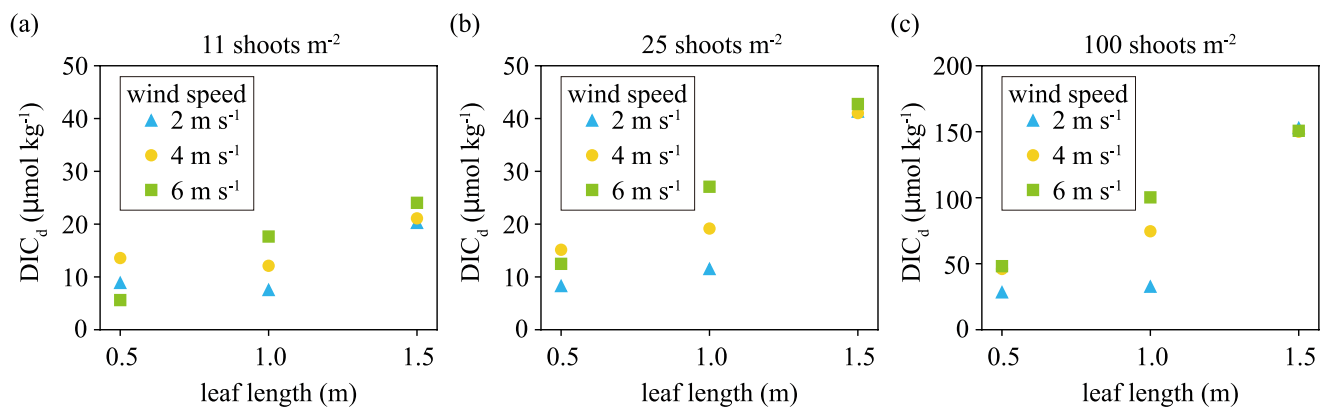 (a)
11 shoots m⁻²
50
40
30
20
10
0
DIC_d (μmol kg⁻¹)
wind speed
2 m s⁻¹
4 m s⁻¹
6 m s⁻¹
0.5 1.0 1.5
leaf length (m)
(b)
25 shoots m⁻²
50
40
30
20
10
0
DIC_d (μmol kg⁻¹)
wind speed
2 m s⁻¹
4 m s⁻¹
6 m s⁻¹
0.5 1.0 1.5
leaf length (m)
(c)
100 shoots m⁻²
200
150
100
50
0
DIC_d (μmol kg⁻¹)
wind speed
2 m s⁻¹
4 m s⁻¹
6 m s⁻¹
0.5 1.0 1.5
leaf length (m)